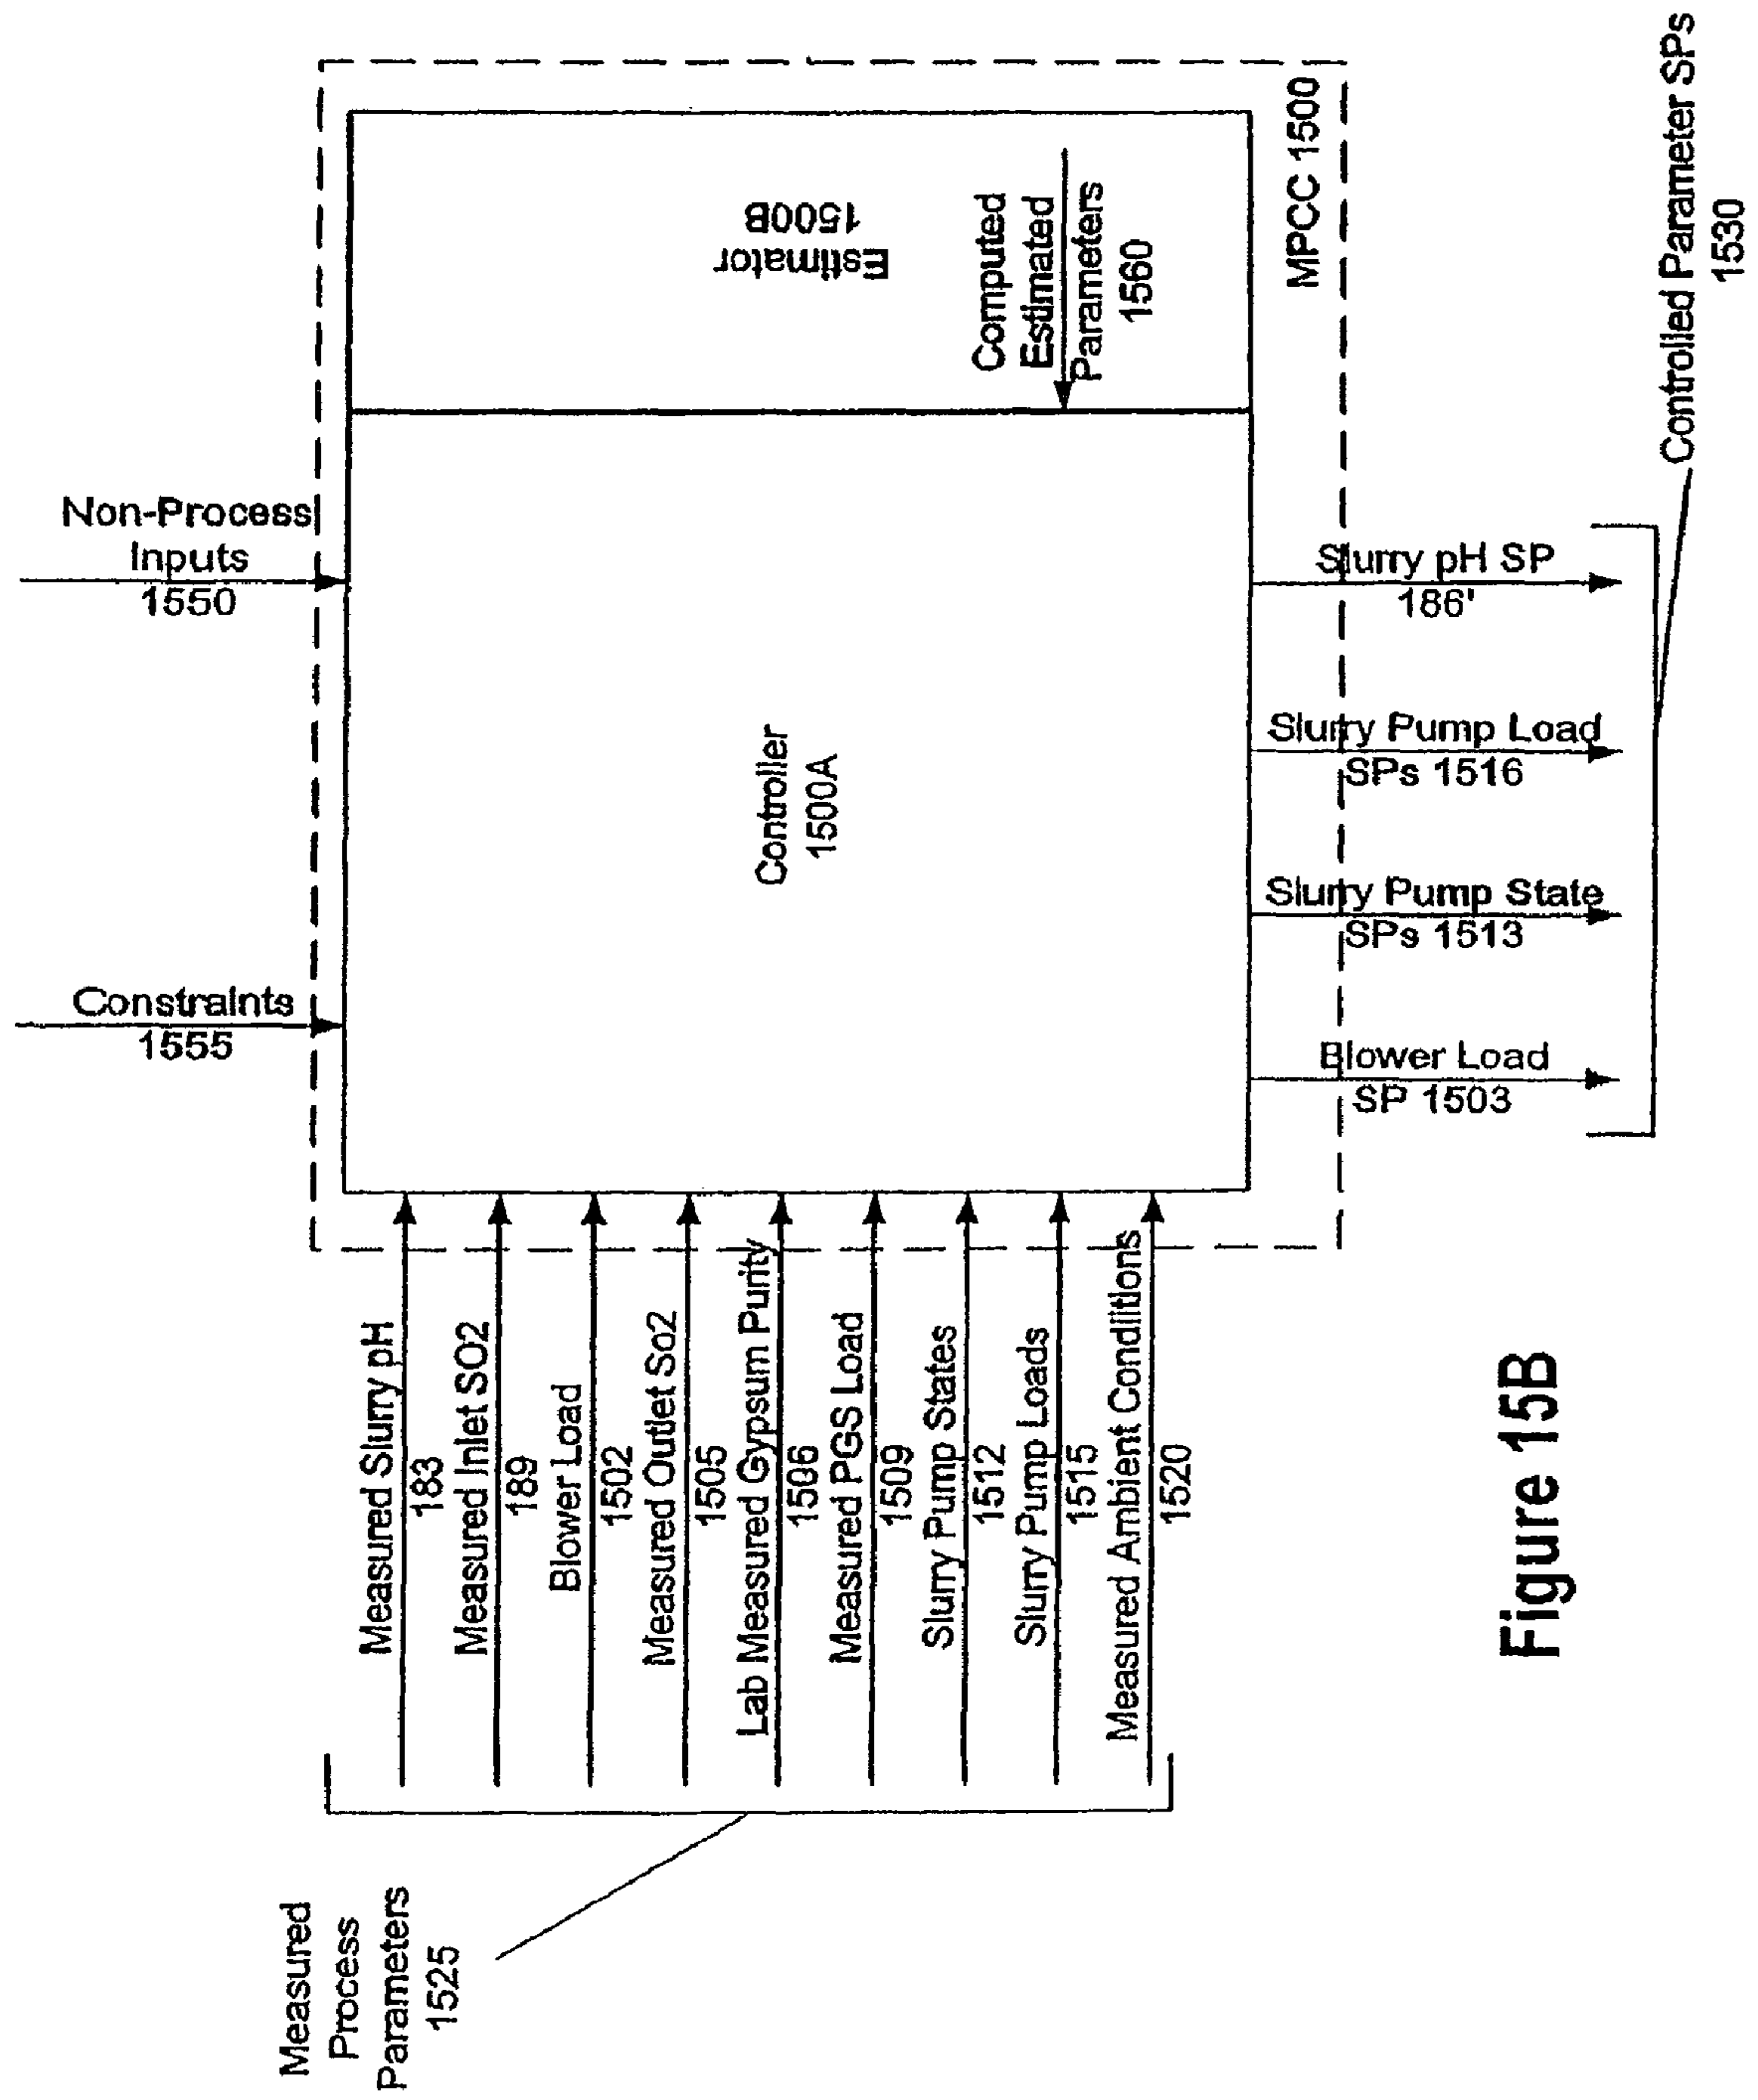 Non-Process
Inputs
1550
Constraints
1555
Estimator
1500B
Computed
Estimated
Parameters
1560
MPCC 1500
Controller
1500A
Slurry pH SP
186'
Slurry Pump Load
SPs 1516
Slurry Pump State
SPs 1513
Blower Load
SP 1503
Controlled Parameter SPs
1530
Measured Slurry pH
183
Measured Inlet SO2
189
Blower Load
1502
Measured Outlet So2
1505
Lab Measured Gypsum Purity
1506
Measured PGS Load
1509
Slurry Pump States
1512
Slurry Pump Loads
1515
Measured Ambient Conditions
1520
Measured
Process
Parameters
1525
Figure 15B